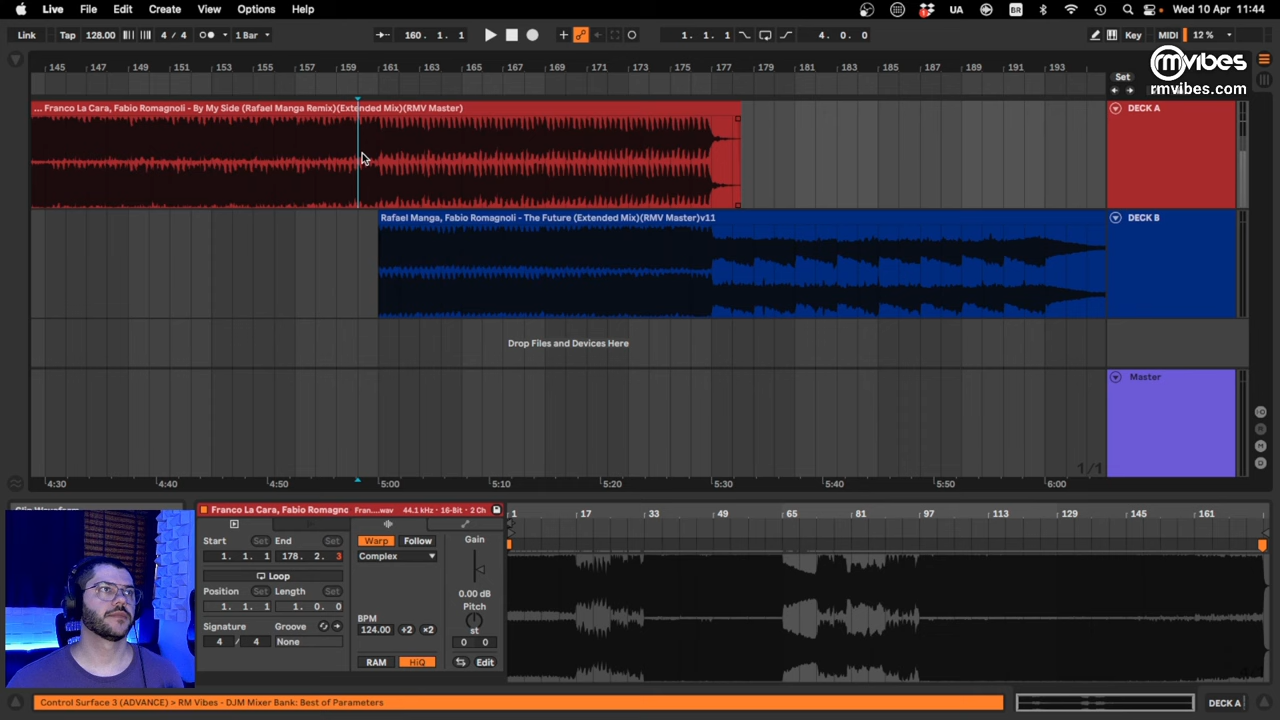 Live File Edit Create View Options Help UA BR Wed 10 Apr 11:44
Link Tap 128.00 4 / 4 1 Bar 160. 1. 1 1. 1. 1 4. 0. 0 Key MIDI 12 %
RMVIBES
rmvibes.com
145 147 149 151 153 155 157 159 161 163 165 167 169 171 173 175 177 179 181 183 185 187 189 191 193
Set
... Franco La Cara, Fabio Romagnoli - By My Side (Rafael Manga Remix)(Extended Mix)(RMV Master)
DECK A
Rafael Manga, Fabio Romagnoli - The Future (Extended Mix)(RMV Master)v11
DECK B
Drop Files and Devices Here
Master
1/1
4:30 4:40 4:50 5:00 5:10 5:20 5:30 5:40 5:50 6:00
Clip Waveform
Franco La Cara, Fabio Romagno Fran....wav 44.1 kHz • 16-Bit • 2 Ch
1 17 33 49 65 81 97 113 129 145 161
Start Set End Set Warp Follow Gain
1. 1. 1 178. 2. 3 Complex
Loop
0.00 dB
Position Set Length Set Pitch
1. 1. 1 1. 0. 0 BPM st
Signature Groove 124.00 ÷2 ×2
4 / 4 None 0 0
RAM HiQ Edit
Control Surface 3 (ADVANCE) > RM Vibes - DJM Mixer Bank: Best of Parameters
DECK A